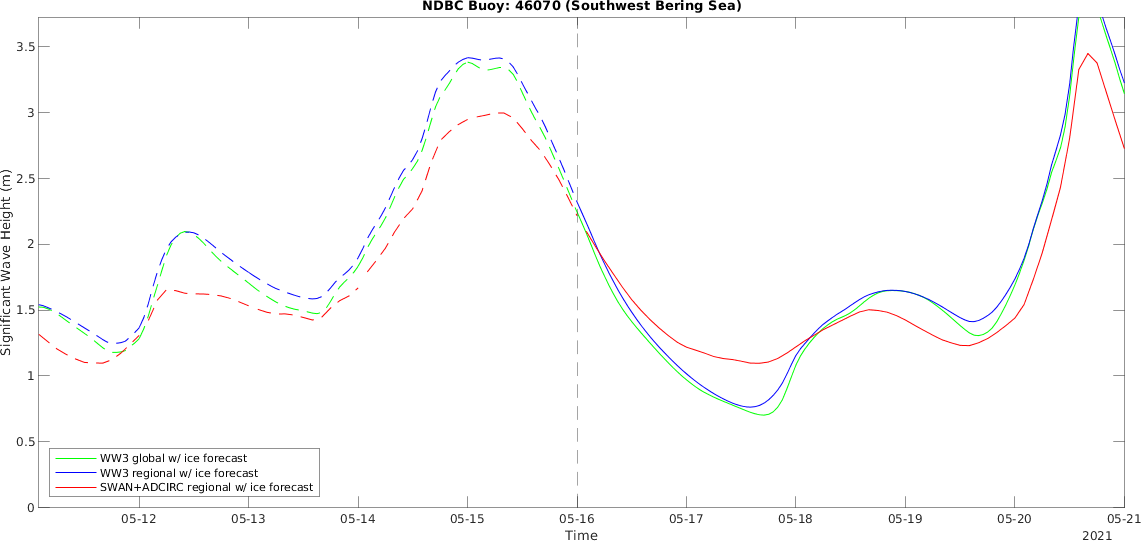 NDBC Buoy: 46070 (Southwest Bering Sea)
Significant Wave Height (m)
3.5
3
2.5
2
1.5
1
0.5
0
WW3 global w/ ice forecast
WW3 regional w/ ice forecast
SWAN+ADCIRC regional w/ ice forecast
05-12 05-13 05-14 05-15 05-16 05-17 05-18 05-19 05-20 05-21
Time
2021